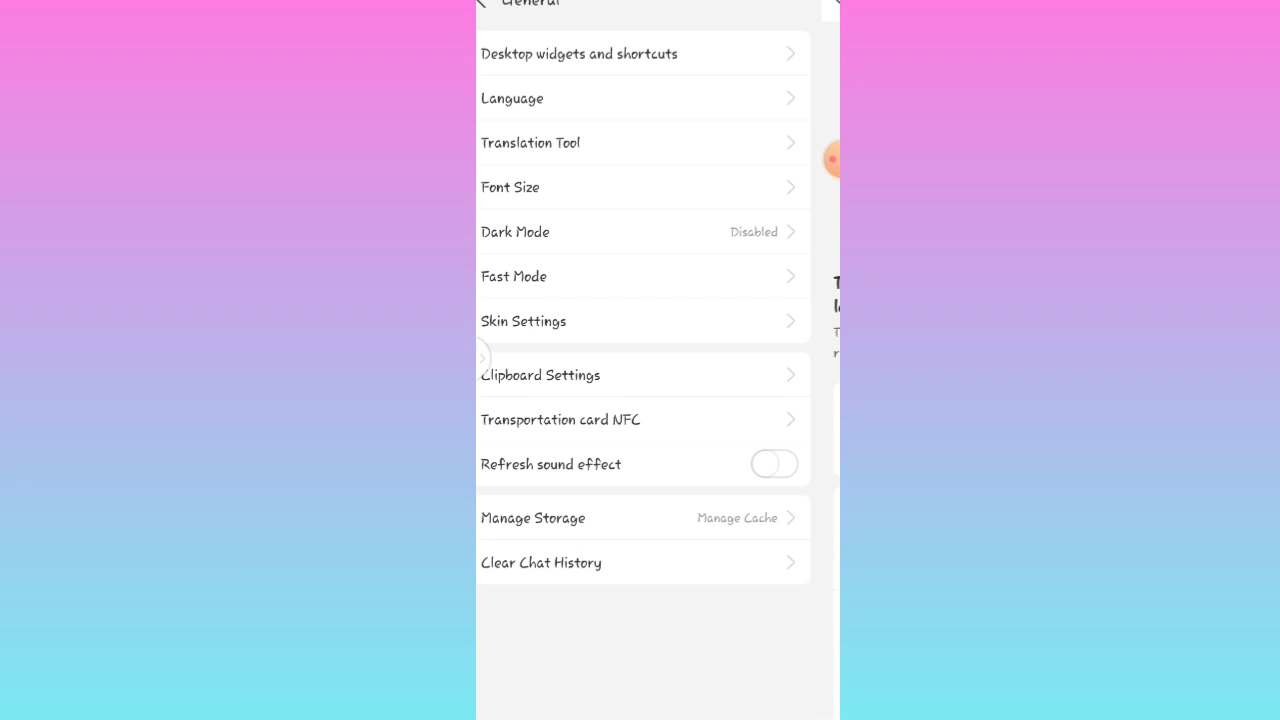 General
Desktop widgets and shortcuts
Language
Translation Tool
Font Size
Dark Mode Disabled
Fast Mode
Skin Settings
Clipboard Settings
Transportation card NFC
Refresh sound effect
Manage Storage Manage Cache
Clear Chat History